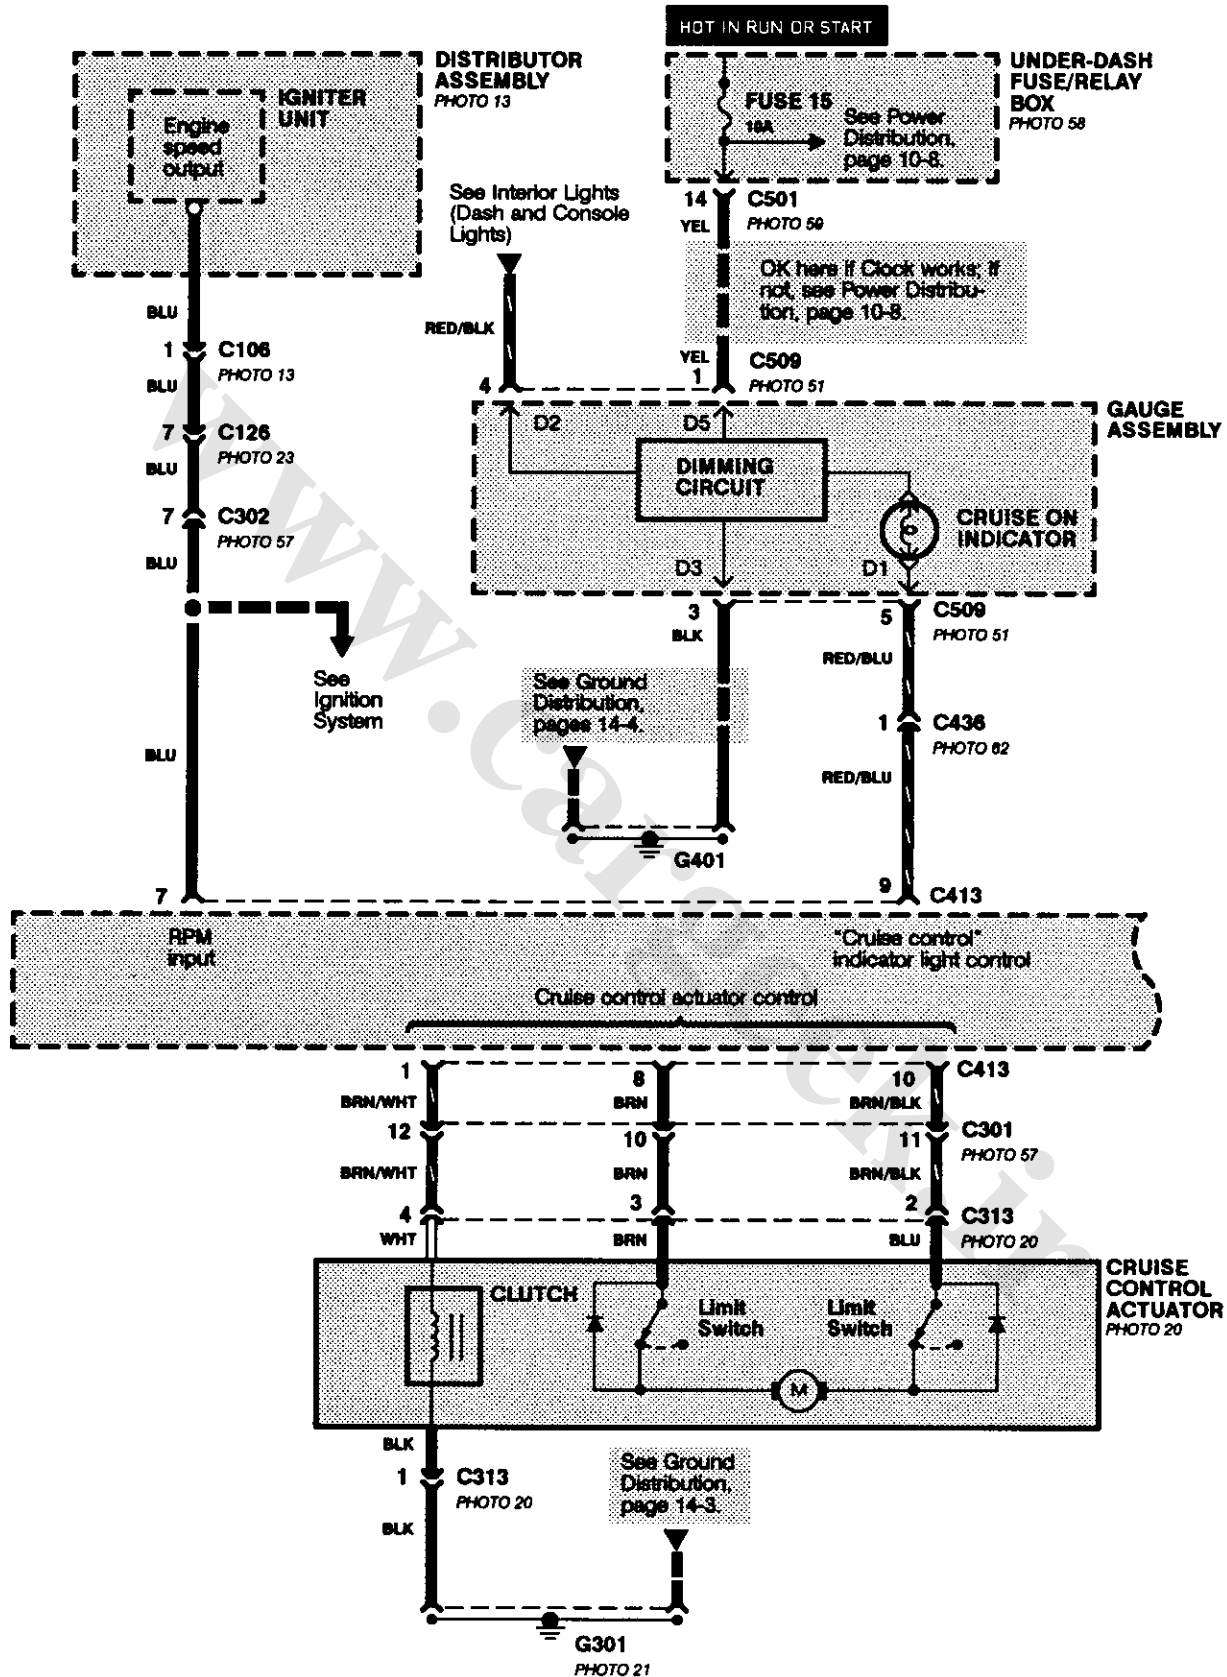 HOT IN RUN OR START
DISTRIBUTOR
ASSEMBLY
PHOTO 13
IGNITER
UNIT
Engine
speed
output
UNDER-DASH
FUSE/RELAY
BOX
PHOTO 58
FUSE 15
10A
See Power
Distribution,
page 10-8.
See Interior Lights
(Dash and Console
Lights)
14
C501
YEL
PHOTO 59
OK here if Clock works; if
not, see Power Distribu-
tion, page 10-8.
BLU
RED/BLK
1
C106
PHOTO 13
YEL
1
C509
PHOTO 51
BLU
4
GAUGE
ASSEMBLY
D2
D5
7
C126
PHOTO 23
BLU
DIMMING
CIRCUIT
7
C302
PHOTO 57
CRUISE ON
INDICATOR
BLU
D3
D1
3
BLK
5
C509
PHOTO 51
RED/BLU
See
Ignition
System
See Ground
Distribution,
pages 14-4.
1
C436
PHOTO 62
BLU
RED/BLU
G401
7
9
C413
RPM
input
"Cruise control"
indicator light control
Cruise control actuator control
1
8
10
C413
BRN/WHT
BRN
BRN/BLK
12
10
11
C301
PHOTO 57
BRN/WHT
BRN
BRN/BLK
4
3
2
C313
PHOTO 20
WHT
BRN
BLU
CRUISE
CONTROL
ACTUATOR
PHOTO 20
CLUTCH
Limit
Switch
Limit
Switch
M
BLK
1
C313
PHOTO 20
See Ground
Distribution,
page 14-3.
BLK
G301
PHOTO 21
www.cargeek.ir